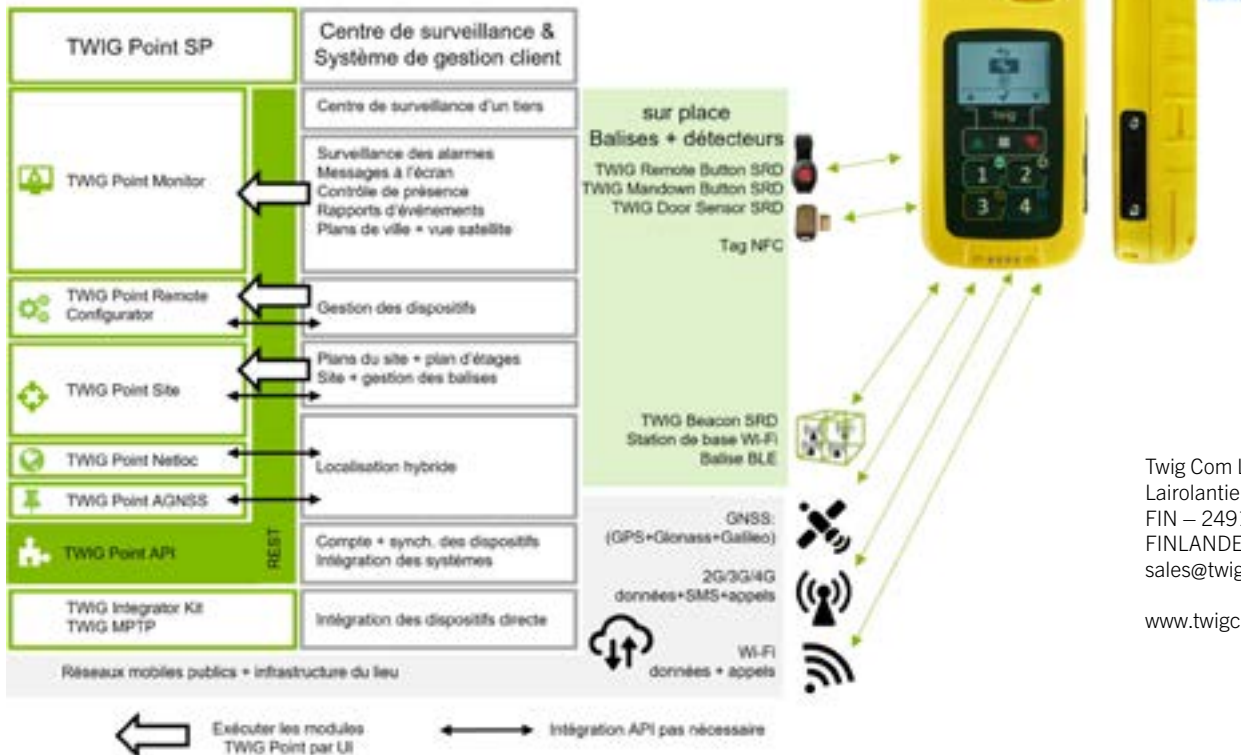 TWIG Point SP
Centre de surveillance &
Système de gestion client
Centre de surveillance d'un tiers
TWIG Point Monitor
Surveillance des alarmes
Messages à l'écran
Contrôle de présence
Rapports d'événements
Plans de ville + vue satellite
TWIG Point Remote
Configurator
Gestion des dispositifs
TWIG Point Site
Plans du site + plan d'étages
Site + gestion des balises
TWIG Point Netloc
TWIG Point AGNSS
Localisation hybride
TWIG Point API
REST
Compte + synch. des dispositifs
Intégration des systèmes
TWIG Integrator Kit
TWIG MPTP
Intégration des dispositifs directe
Réseaux mobiles publics + infrastructure du lieu
Exécuter les modules
TWIG Point par UI
Intégration API pas nécessaire
sur place
Balises + détecteurs
TWIG Remote Button SRD
TWIG Mandown Button SRD
TWIG Door Sensor SRD
Tag NFC
TWIG Beacon SRD
Station de base Wi-Fi
Balise BLE
GNSS:
(GPS+Glonass+Galileo)
2G/3G/4G
données+SMS+appels
Wi-Fi
données + appels
Twig
1 2
3 4
Twig Com L
Lairolantie
FIN – 249
FINLANDE
sales@twig
www.twigc